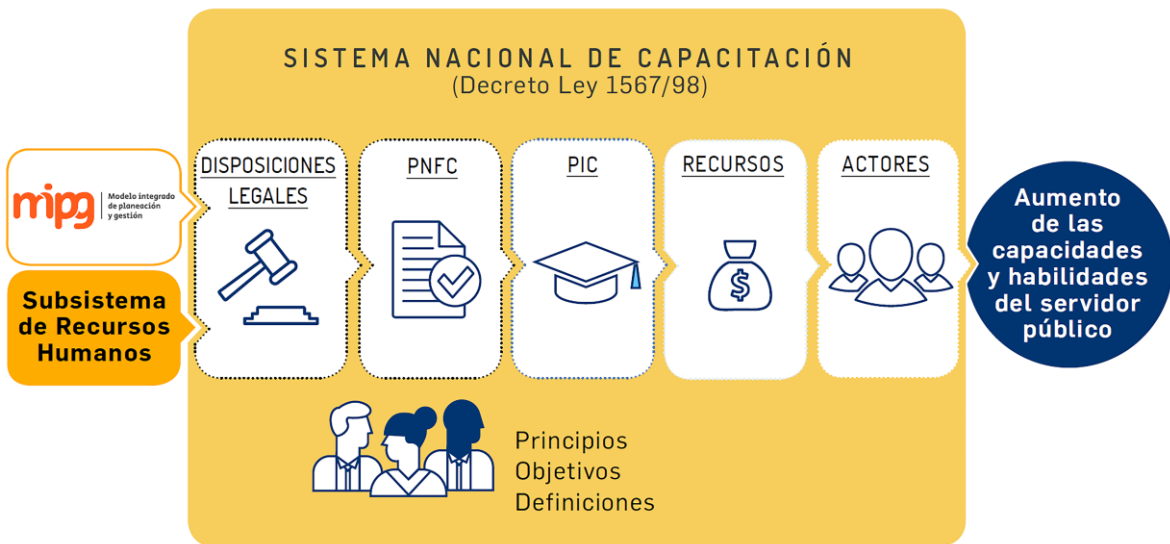 SISTEMA NACIONAL DE CAPACITACIÓN
(Decreto Ley 1567/98)
mipg
Modelo integrado
de planeación
y gestión
Subsistema
de Recursos
Humanos
DISPOSICIONES
LEGALES
PNFC
PIC
RECURSOS
$
ACTORES
Aumento
de las
capacidades
y habilidades
del servidor
público
Principios
Objetivos
Definiciones